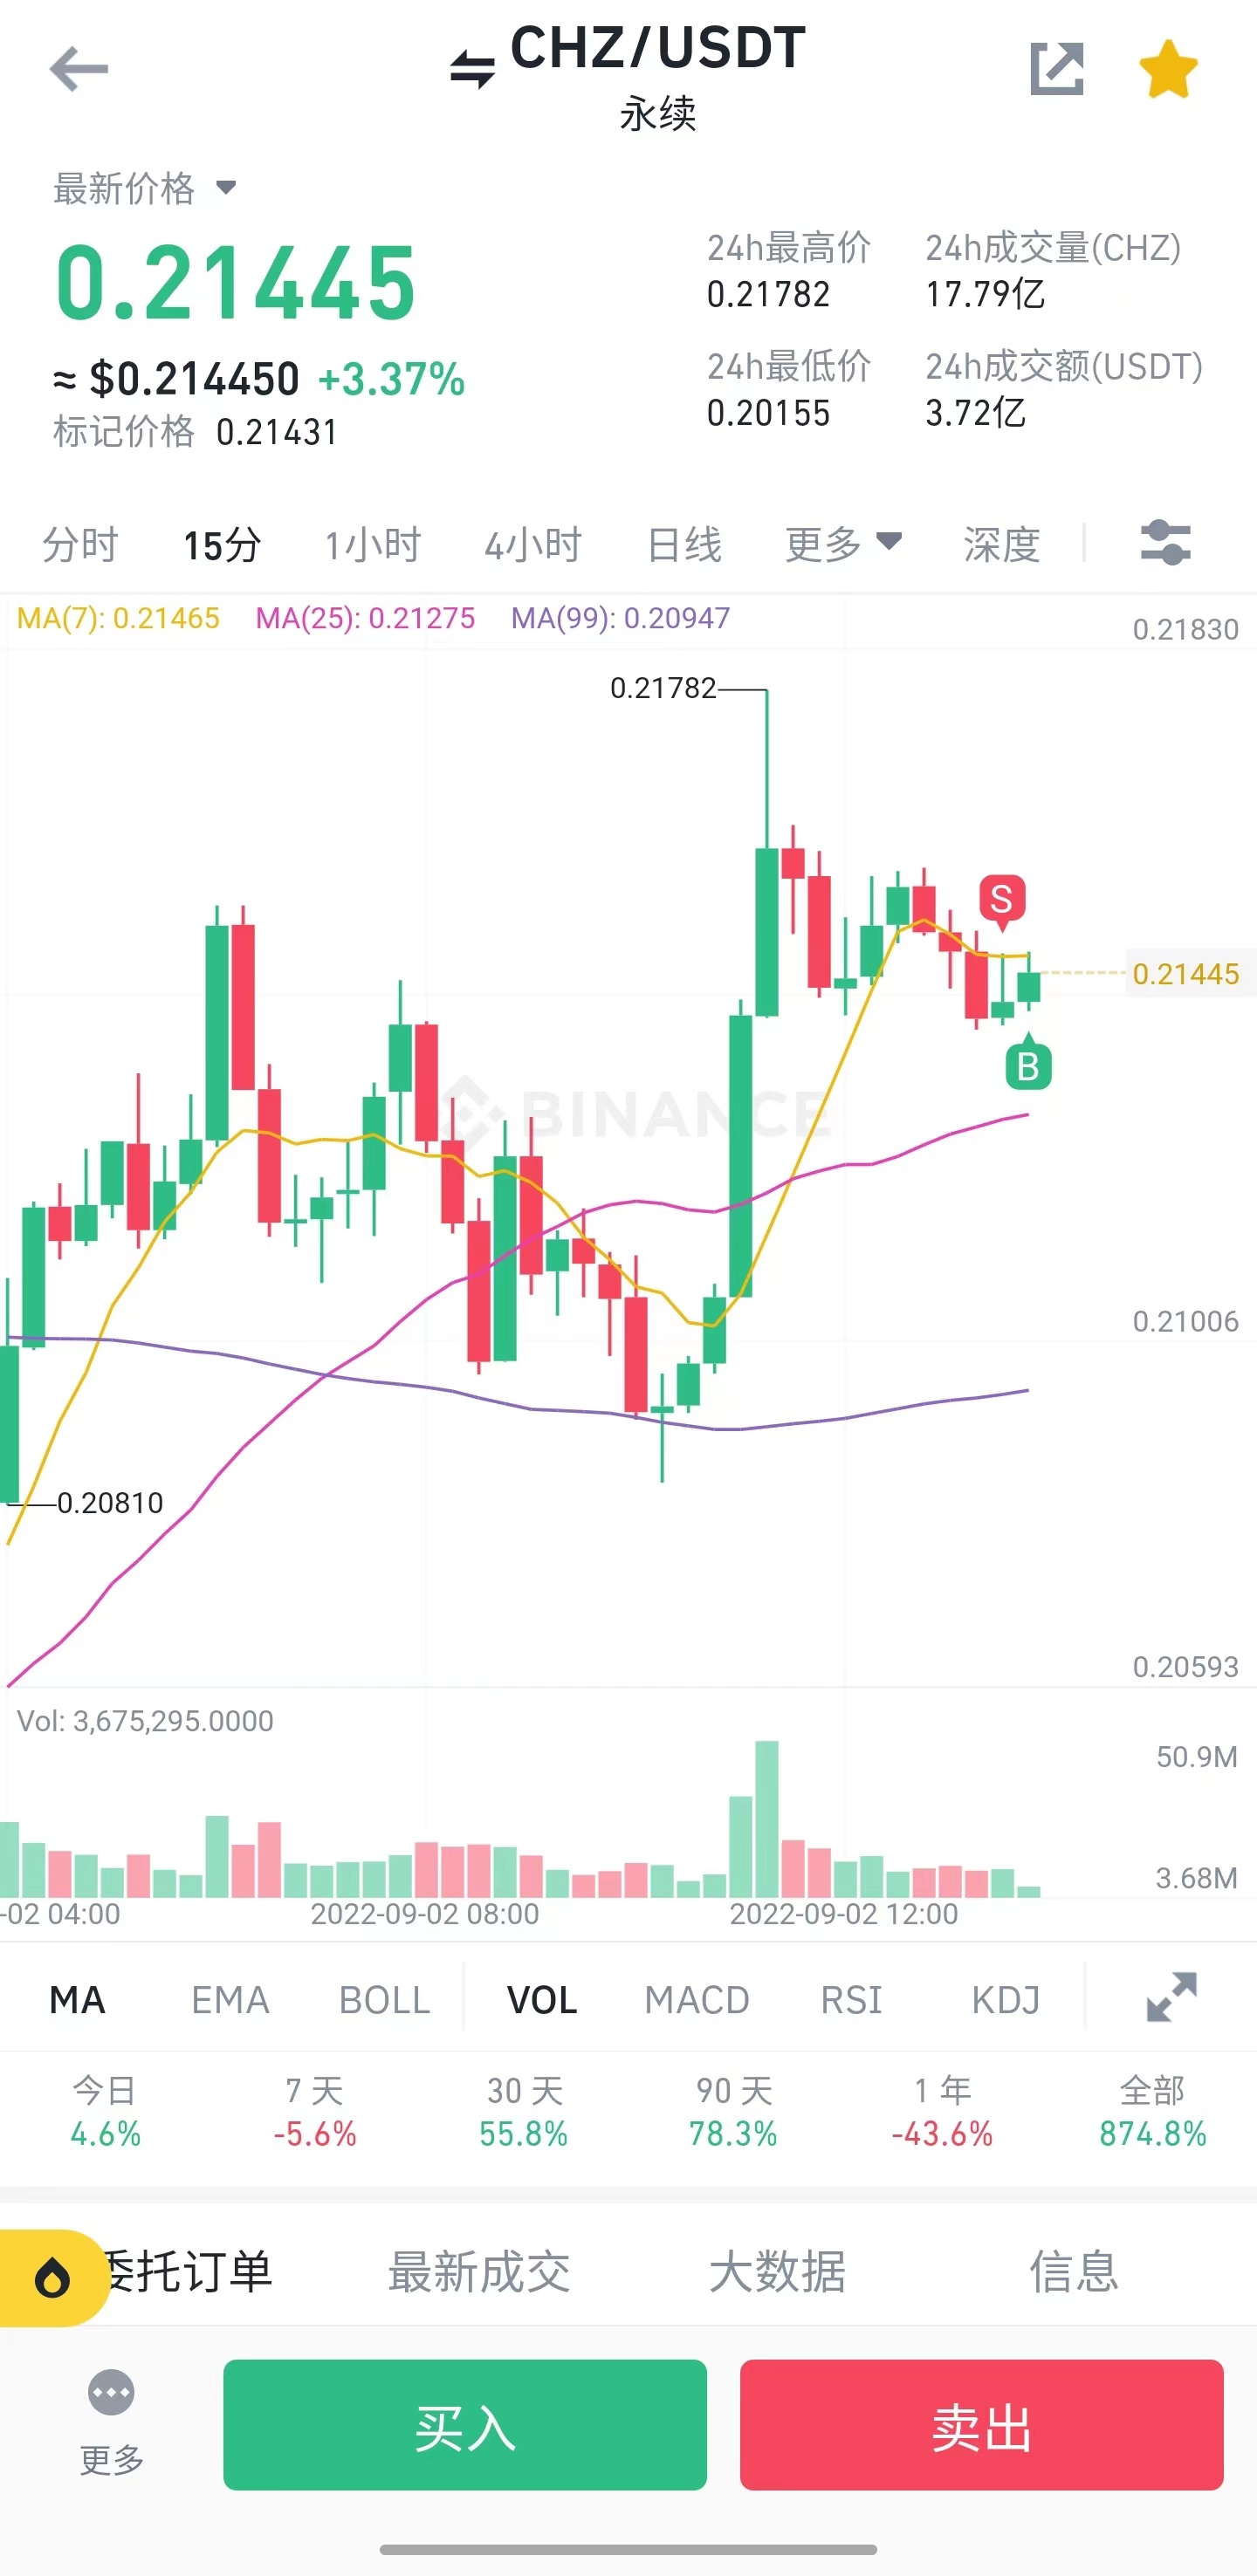 CHZ/USDT
永续
最新价格
0.21445
≈ $0.214450 +3.37%
标记价格 0.21431
24h最高价 24h成交量(CHZ)
0.21782 17.79亿
24h最低价 24h成交额(USDT)
0.20155 3.72亿
分时 15分 1小时 4小时 日线 更多 深度
MA(7): 0.21465 MA(25): 0.21275 MA(99): 0.20947
0.21830
0.21782
S
0.21445
B
BINANCE
0.21006
0.20810
0.20593
Vol: 3,675,295.0000
50.9M
3.68M
-02 04:00 2022-09-02 08:00 2022-09-02 12:00
MA EMA BOLL VOL MACD RSI KDJ
今日 7 天 30 天 90 天 1 年 全部
4.6% -5.6% 55.8% 78.3% -43.6% 874.8%
委托订单 最新成交 大数据 信息
更多 买入 卖出